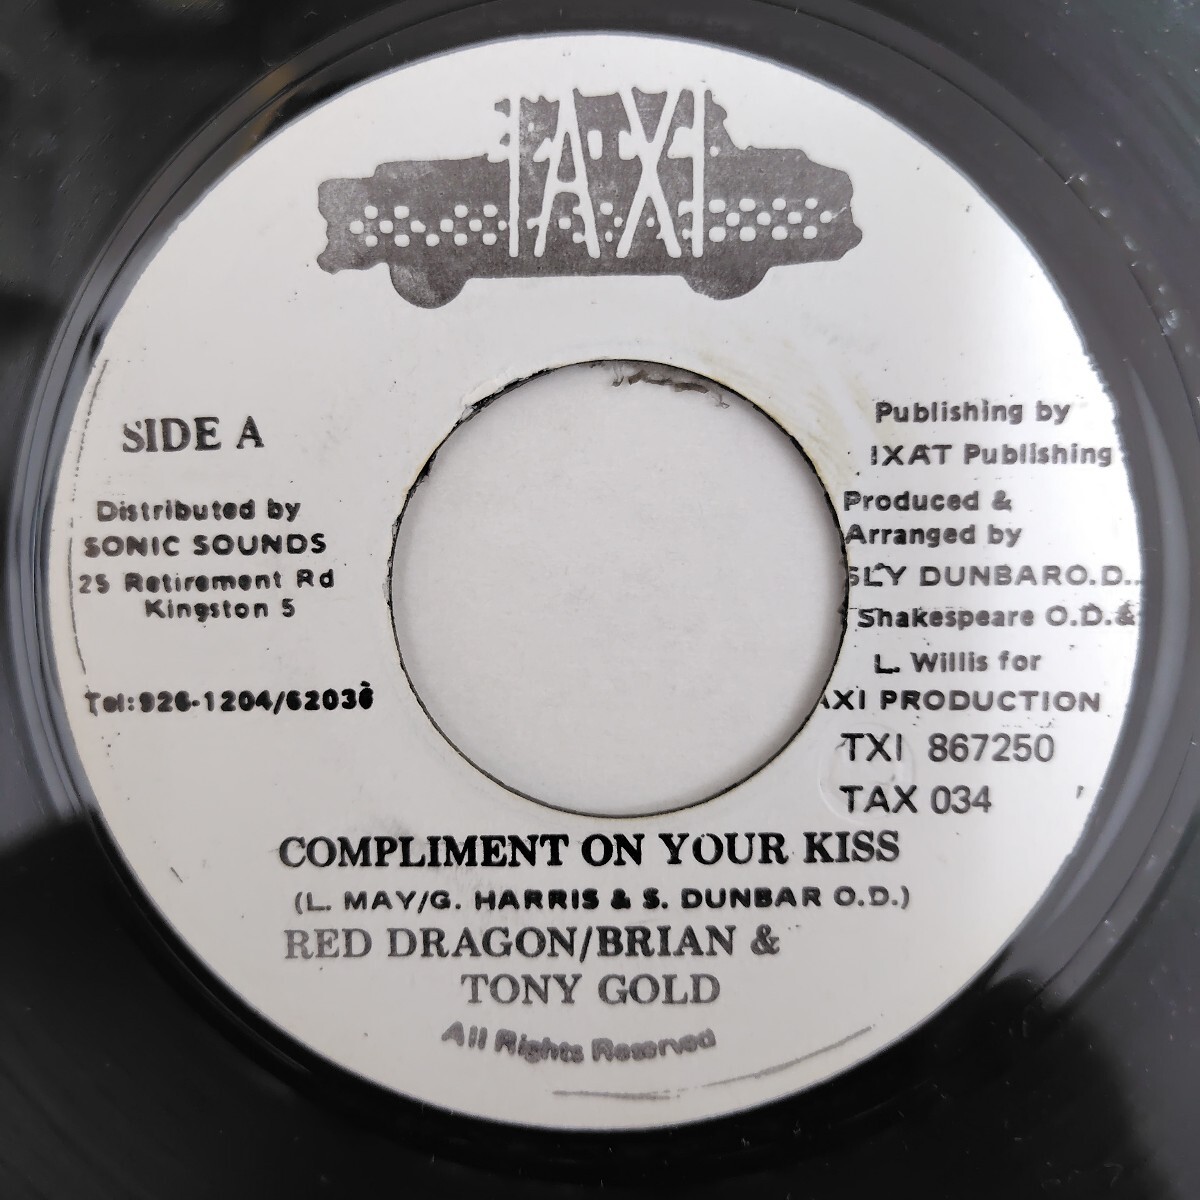 TAXI
SIDE A
Distributed by
SONIC SOUNDS
25 Retirement Rd
Kingston 5
Tel:926-1204/62036
Publishing by
IXAT Publishing
Produced &
Arranged by
SLY DUNBARO.D..
Shakespeare O.D.&
L. Willis for
AXI PRODUCTION
TXI 867250
TAX 034
COMPLIMENT ON YOUR KISS
(L. MAY/G. HARRIS & S. DUNBAR O.D.)
RED DRAGON/BRIAN &
TONY GOLD
All Rights Reserved